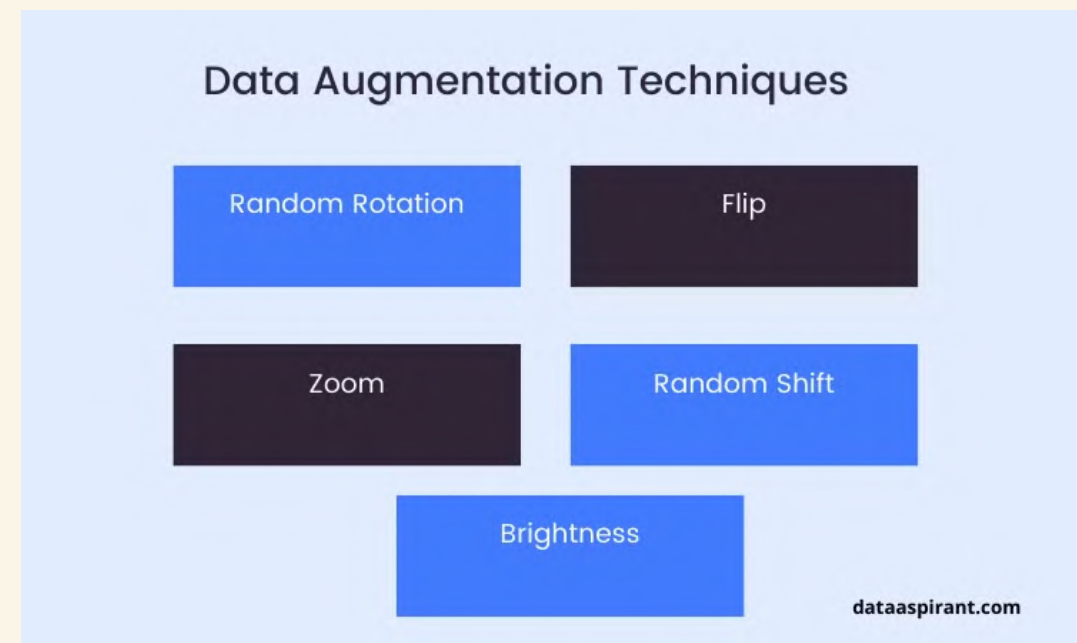 Data Augmentation Techniques
Random Rotation
Flip
Zoom
Random Shift
Brightness
dataaspirant.com